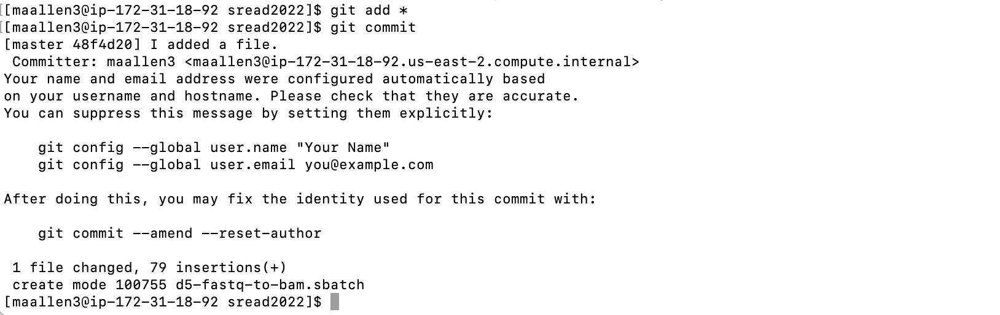 [[maallen3@ip-172-31-18-92 sread2022]$ git add *
[[maallen3@ip-172-31-18-92 sread2022]$ git commit
[master 48f4d20] I added a file.
 Committer: maallen3 <maallen3@ip-172-31-18-92.us-east-2.compute.internal>
Your name and email address were configured automatically based
on your username and hostname. Please check that they are accurate.
You can suppress this message by setting them explicitly:

    git config --global user.name "Your Name"
    git config --global user.email you@example.com

After doing this, you may fix the identity used for this commit with:

    git commit --amend --reset-author

 1 file changed, 79 insertions(+)
 create mode 100755 d5-fastq-to-bam.sbatch
[maallen3@ip-172-31-18-92 sread2022]$